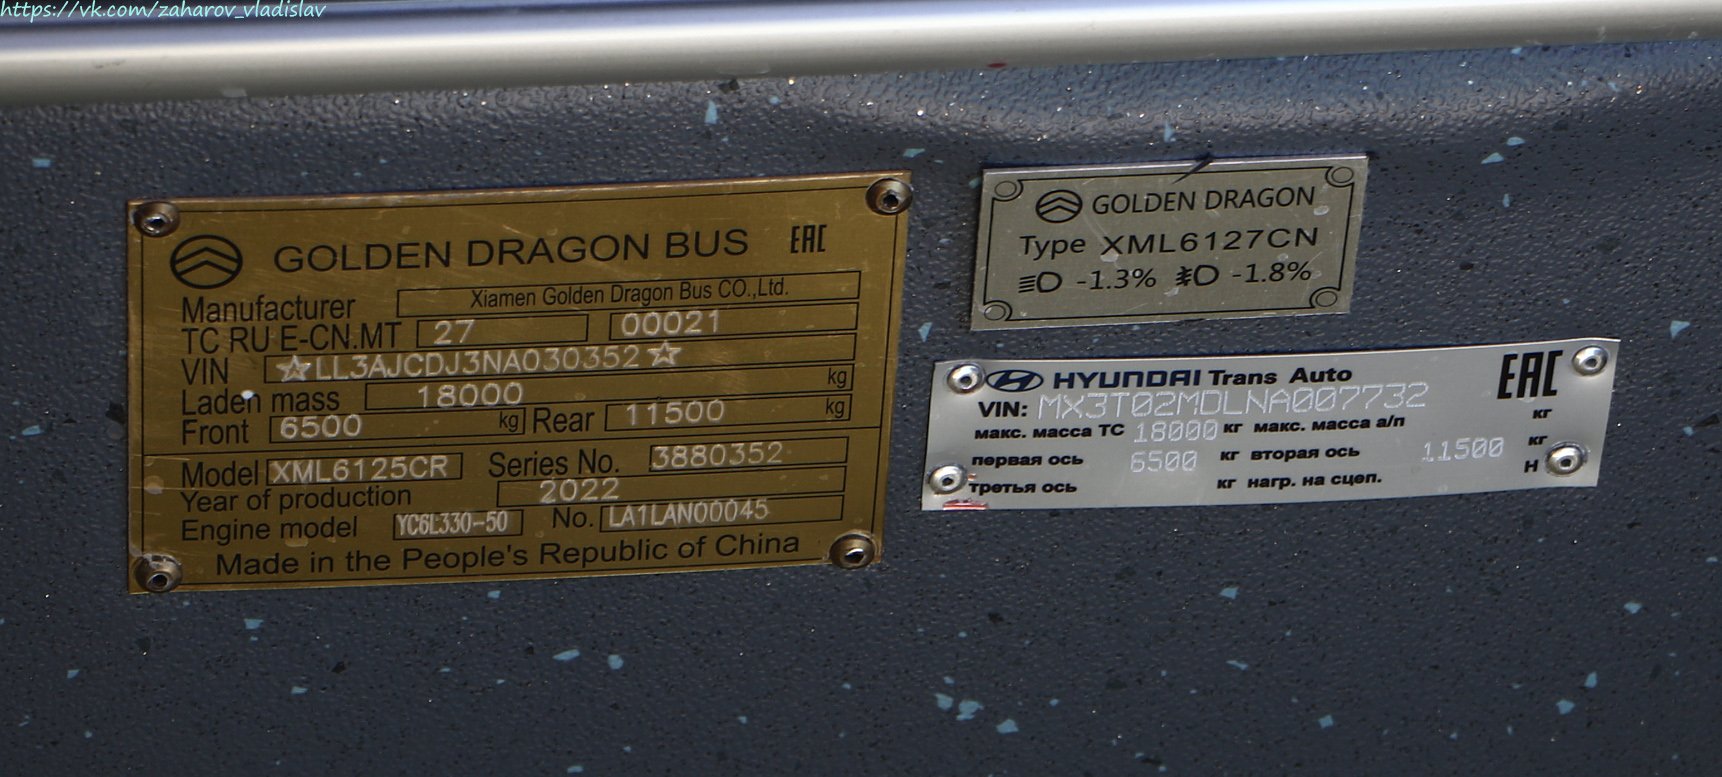 https://vk.com/zaharov_vladislav
GOLDEN DRAGON BUS EAC
Manufacturer Xiamen Golden Dragon Bus CO.,Ltd.
TC RU E-CN.MT 27 00021
VIN ☆LL3AJCDJ3NA030352☆
Laden mass 18000 kg
Front 6500 kg Rear 11500 kg
Model XML6125CR Series No. 3880352
Year of production 2022
Engine model YC6L330-50 No. LA1LAN00045
Made in the People's Republic of China
GOLDEN DRAGON
Type XML6127CN
-1.3% -1.8%
HYUNDAI Trans Auto EAC
VIN: MX3T02MDLNA007732
макс. масса ТС 18000 кг макс. масса а/п кг
первая ось 6500 кг вторая ось 11500 кг
третья ось кг нагр. на сцеп. Н